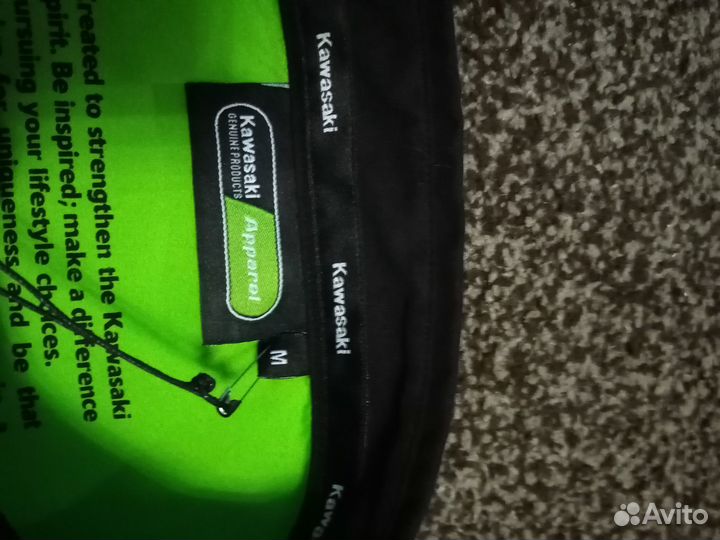 Created to strengthen the Kawasaki
spirit. Be inspired; make a difference
pursuing your lifestyle choices.
uniqueness and be that
Kawasaki
GENUINE PRODUCTS
Apparel
M
Kawasaki
Kawasaki
Avito